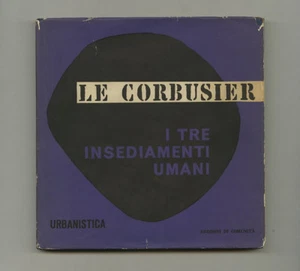 LE CORBUSIER
I TRE
INSEDIAMENTI
UMANI
URBANISTICA